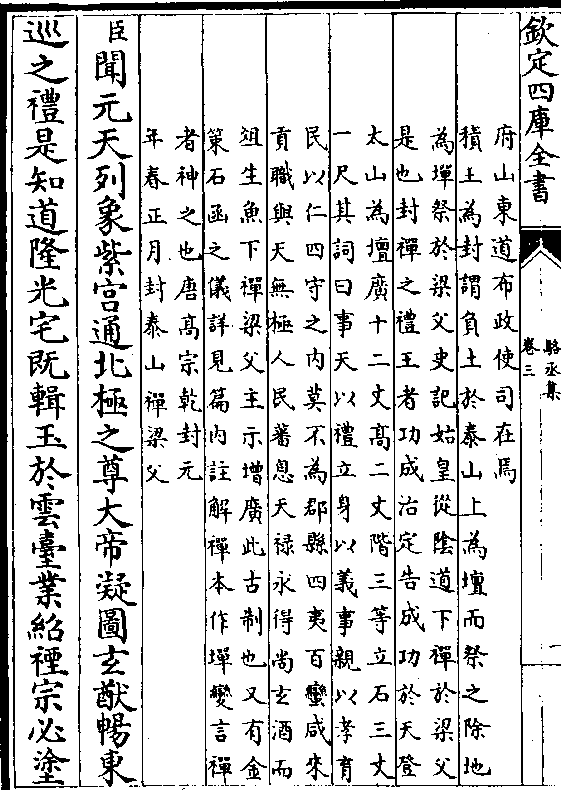 欽定四庫全書
駱丞集
卷三
一
府山東道布政使司在焉
積土為封謂負土於泰山上為壇而祭之除地
為墠祭於梁父史記始皇從陰道下禪於梁父
是也封禪之禮王者功成治定告成功於天登
太山為壇廣十二丈高二丈階三等立石三丈
一尺其詞曰事天以禮立身以義事親以孝育
民以仁四守之内莫不為郡縣四夷百蠻咸來
貢職與天無極人民蕃息天禄永得尚玄酒而
俎生魚下禪梁父主示增廣此古制也又有金
策石函之儀詳見篇内註解禪本作墠變言禪
者神之也唐髙宗乾封元
年春正月封泰山禪梁父
臣聞元天列象紫宫通北極之尊大帝凝圖玄猷暢東
巡之禮是知道隆光宅既輯玉於雲臺業紹禋宗必塗